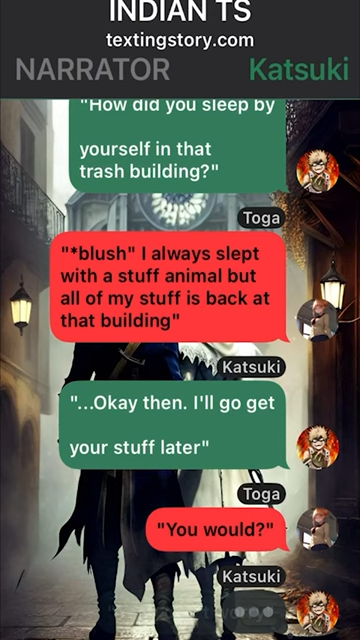 INDIAN TS
textingstory.com
NARRATOR Katsuki
"How did you sleep by
yourself in that
trash building?"
Toga
"*blush" I always slept
with a stuff animal but
all of my stuff is back at
that building"
Katsuki
"...Okay then. I'll go get
your stuff later"
Toga
"You would?"
Katsuki